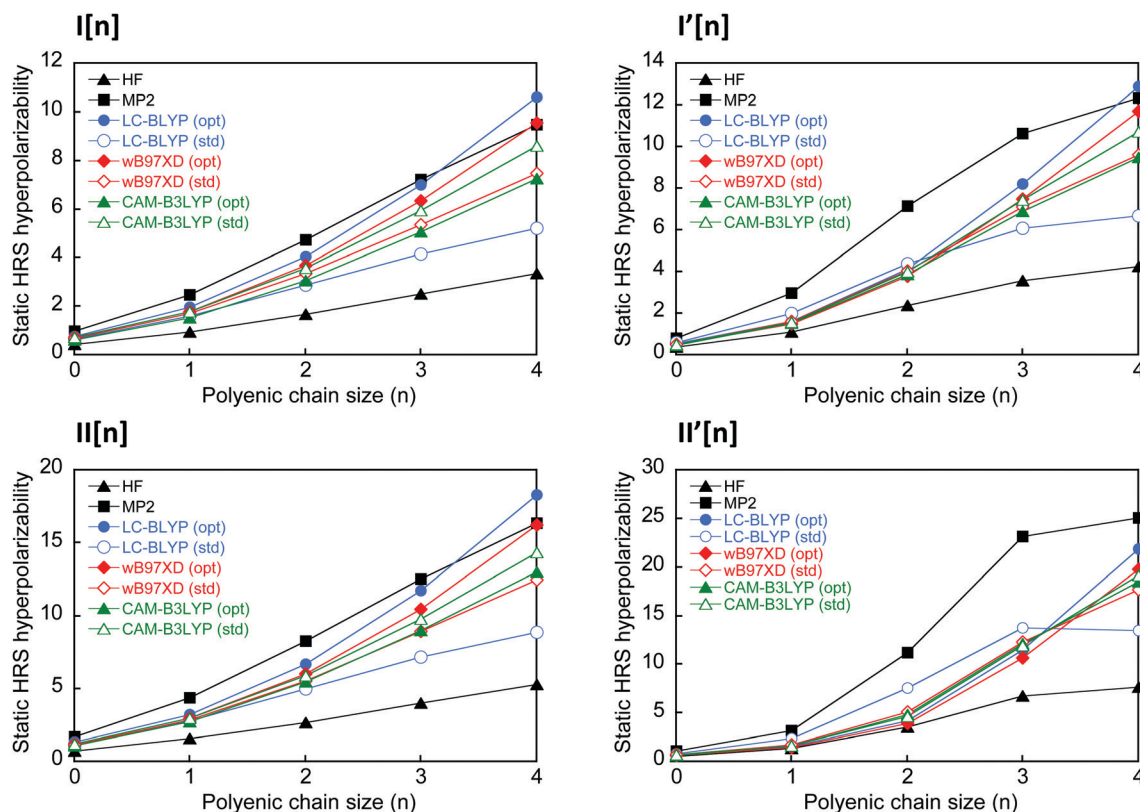 I[n]
Static HRS hyperpolarizability
12
10
8
6
4
2
0
HF
MP2
LC-BLYP (opt)
LC-BLYP (std)
wB97XD (opt)
wB97XD (std)
CAM-B3LYP (opt)
CAM-B3LYP (std)
0 1 2 3 4
Polyenic chain size (n)
I’[n]
Static HRS hyperpolarizability
14
12
10
8
6
4
2
0
HF
MP2
LC-BLYP (opt)
LC-BLYP (std)
wB97XD (opt)
wB97XD (std)
CAM-B3LYP (opt)
CAM-B3LYP (std)
0 1 2 3 4
Polyenic chain size (n)
II[n]
Static HRS hyperpolarizability
20
15
10
5
0
HF
MP2
LC-BLYP (opt)
LC-BLYP (std)
wB97XD (opt)
wB97XD (std)
CAM-B3LYP (opt)
CAM-B3LYP (std)
0 1 2 3 4
Polyenic chain size (n)
II’[n]
Static HRS hyperpolarizability
30
25
20
15
10
5
0
HF
MP2
LC-BLYP (opt)
LC-BLYP (std)
wB97XD (opt)
wB97XD (std)
CAM-B3LYP (opt)
CAM-B3LYP (std)
0 1 2 3 4
Polyenic chain size (n)